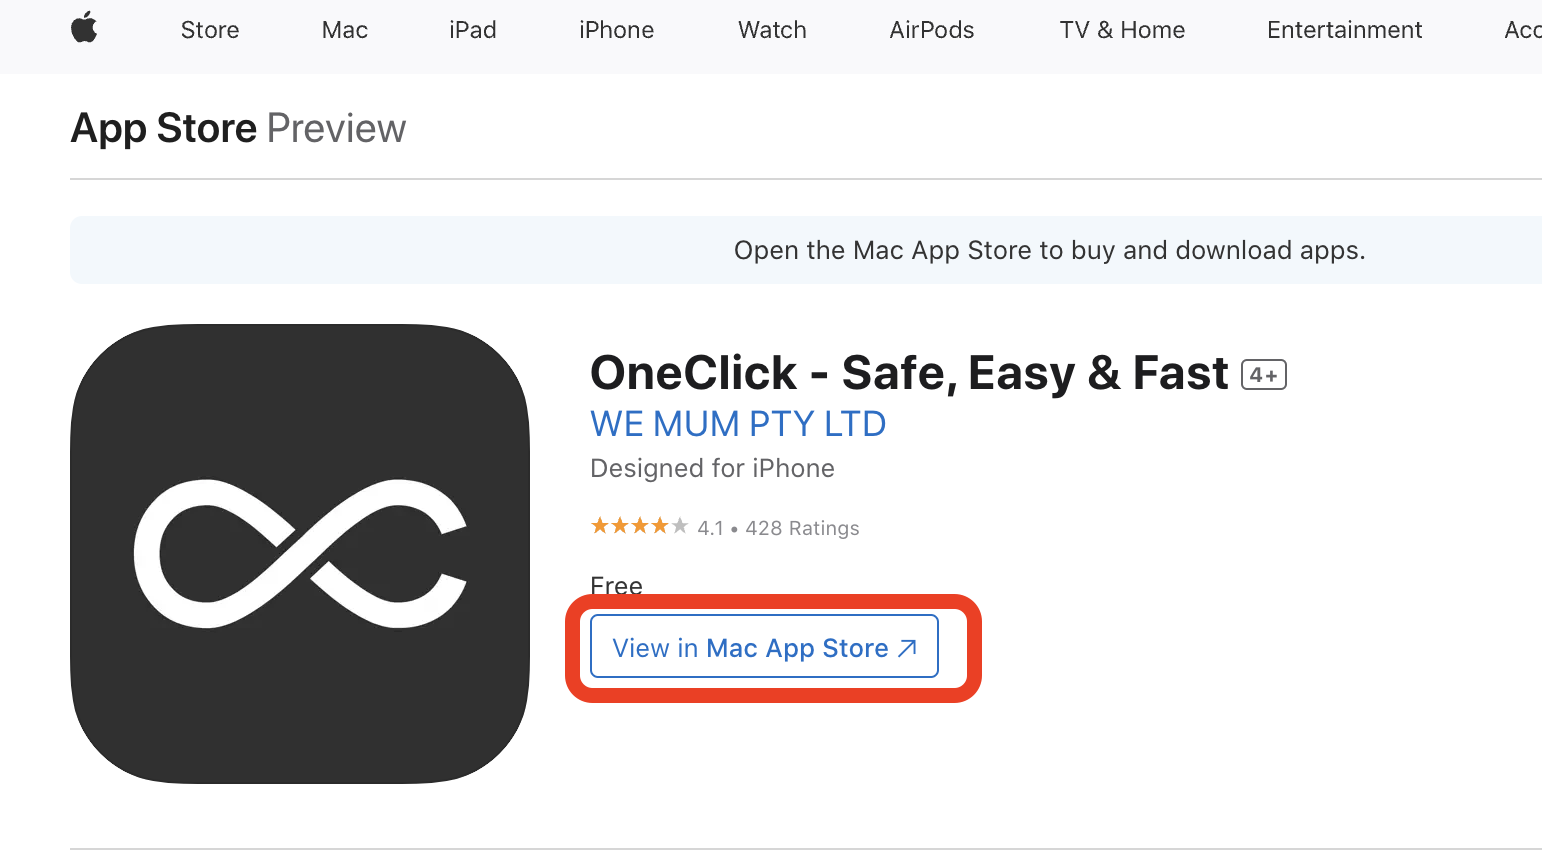 Store Mac iPad iPhone Watch AirPods TV & Home Entertainment Acc
App Store Preview
Open the Mac App Store to buy and download apps.
OneClick - Safe, Easy & Fast 4+
WE MUM PTY LTD
Designed for iPhone
4.1 • 428 Ratings
Free
View in Mac App Store ↗